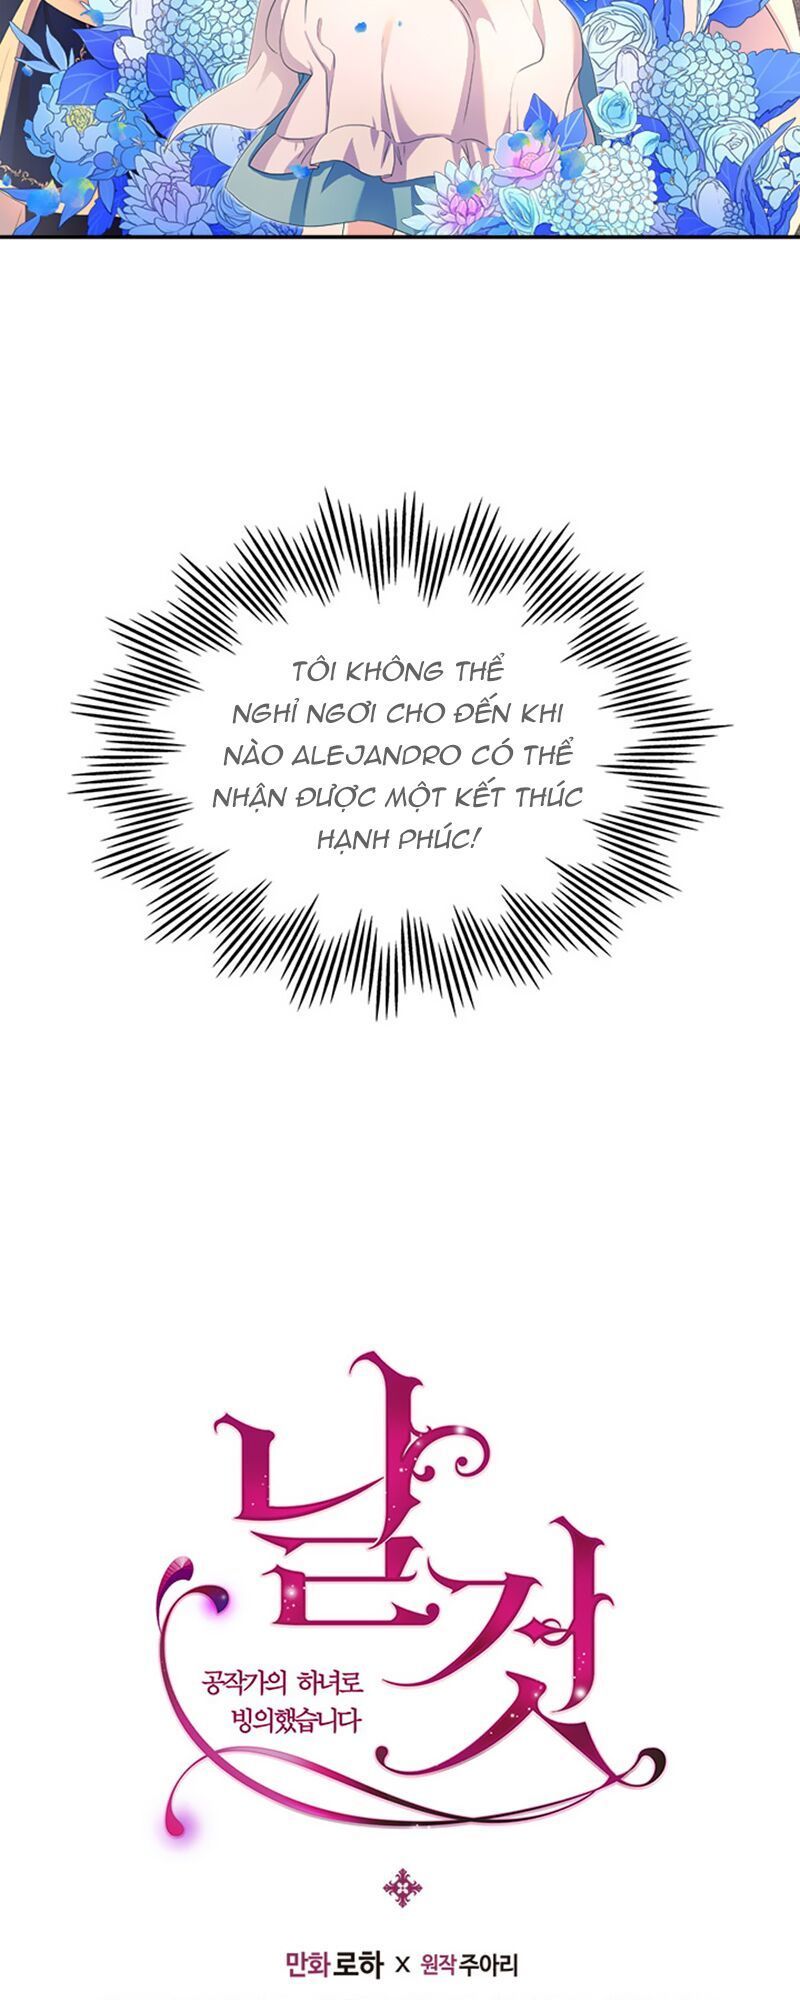 TÔI KHÔNG THỂ
NGHỈ NGƠI CHO ĐẾN KHI
NÀO ALEJANDRO CÓ THỂ
NHẬN ĐƯỢC MỘT KẾT THÚC
HẠNH PHÚC!
날것
공작가의 하녀로
빙의했습니다
만화 로하 X 원작 주아리